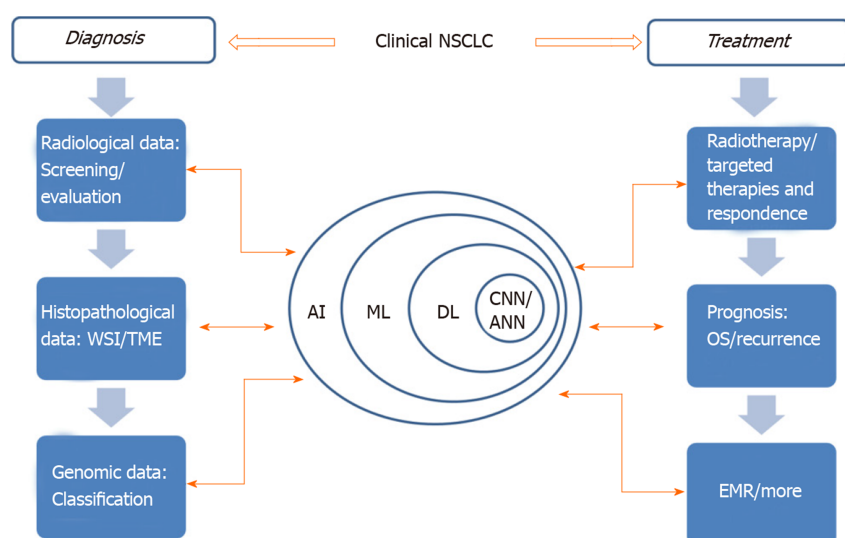 Diagnosis
Clinical NSCLC
Treatment
Radiological data:
Screening/
evaluation
Histopathological
data: WSI/TME
Genomic data:
Classification
AI
ML
DL
CNN/
ANN
Radiotherapy/
targeted
therapies and
respondence
Prognosis:
OS/recurrence
EMR/more